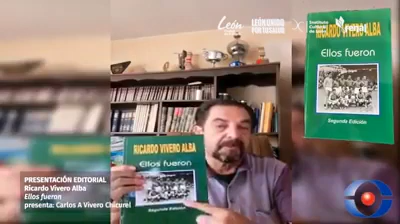 León
LEÓN UNIDO
POR TU SALUD
Instituto
Cultural
de León
RICARDO VIVERO ALBA
Ellos fueron
Segunda Edición
RICARDO VIVERO ALBA
Ellos fueron
Segunda Edición
PRESENTACIÓN EDITORIAL
Ricardo Vivero Alba
Ellos fueron
presenta: Carlos A Vivero Chicurel